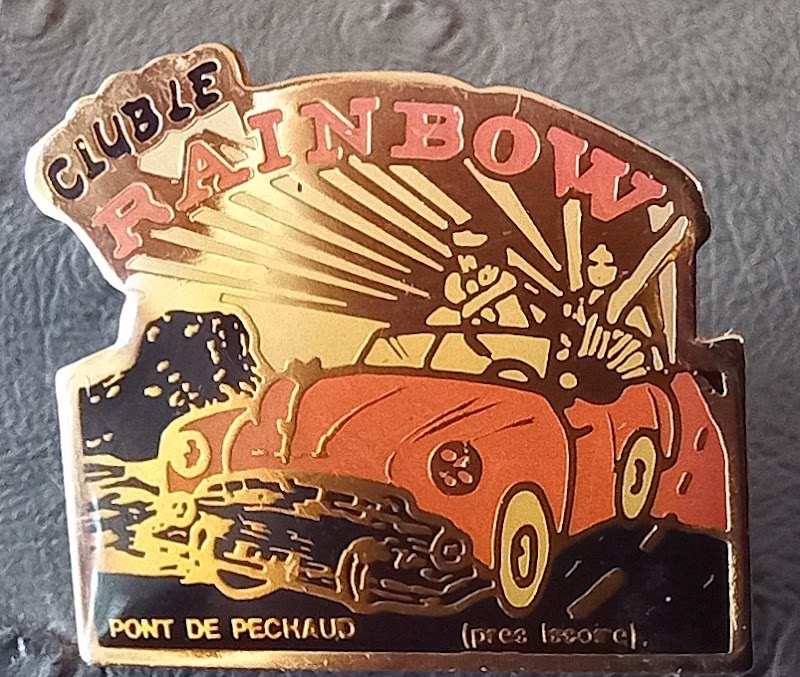 CLUBLE
RAINBOW
PONT DE PECHAUD (pres Issoire)